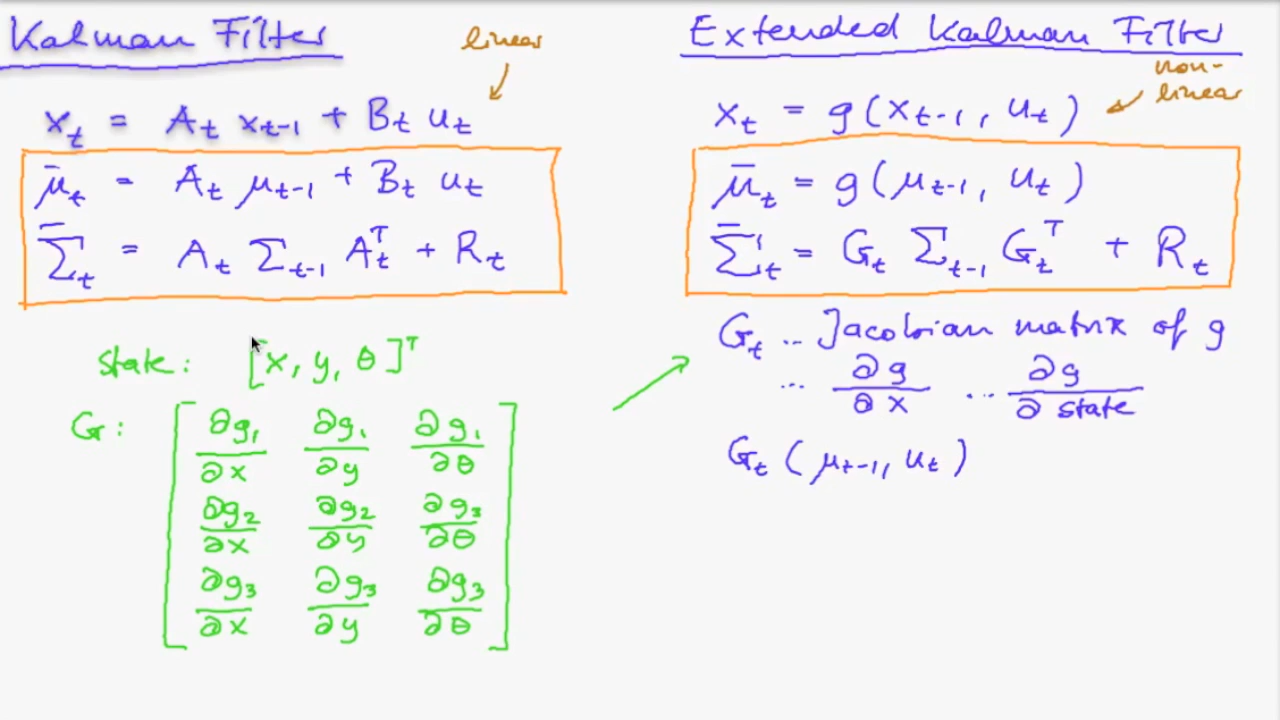 Kalman Filter
linear
x_t = A_t x_{t-1} + B_t u_t
μ̄_t = A_t μ_{t-1} + B_t u_t
Σ̄_t = A_t Σ_{t-1} A_t^T + R_t
state: [x, y, θ]^T
G: [ ∂g₁/∂x ∂g₁/∂y ∂g₁/∂θ
∂g₂/∂x ∂g₂/∂y ∂g₃/∂θ
∂g₃/∂x ∂g₃/∂y ∂g₃/∂θ ]
Extended Kalman Filter
non-
linear
x_t = g(x_{t-1}, u_t)
μ̄_t = g(μ_{t-1}, u_t)
Σ̄_t = G_t Σ_{t-1} G_t^T + R_t
G_t ... Jacobian matrix of g
... ∂g/∂x ... ∂g/∂state
G_t (μ_{t-1}, u_t)